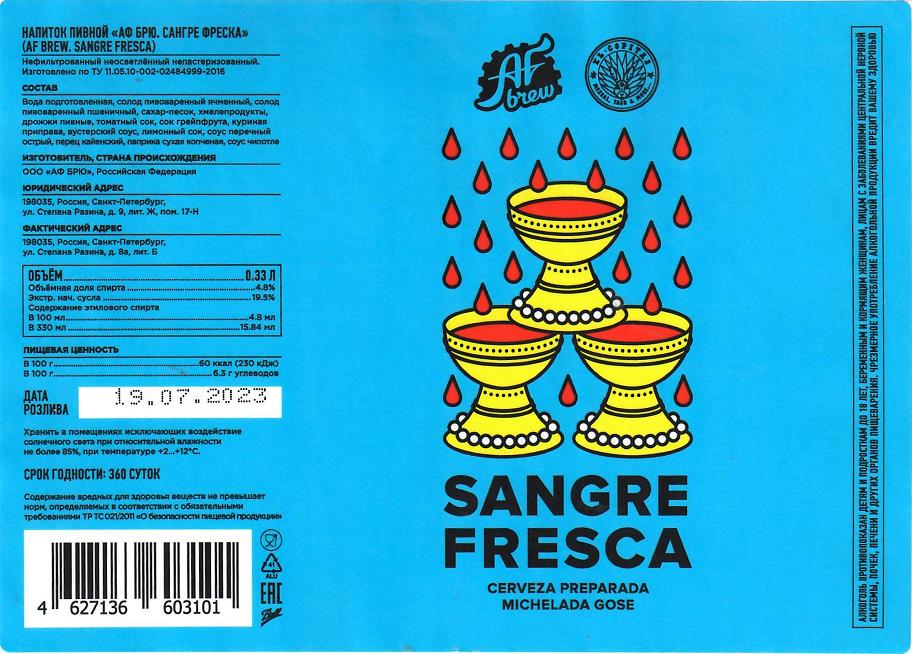 НАПИТОК ПИВНОЙ «АФ БРЮ. САНГРЕ ФРЕСКА»
(AF BREW. SANGRE FRESCA)
Нефильтрованный неосветлённый непастеризованный.
Изготовлено по ТУ 11.05.10-002-02484999-2016
СОСТАВ
Вода подготовленная, солод пивоваренный ячменный, солод
пивоваренный пшеничный, сахар-песок, хмелепродукты,
дрожжи пивные, томатный сок, сок грейпфрута, куриная
приправа, вустерский соус, лимонный сок, соус перечный
острый, перец кайенский, паприка сухая копченая, соус чипотле
ИЗГОТОВИТЕЛЬ, СТРАНА ПРОИСХОЖДЕНИЯ
ООО «АФ БРЮ», Российская Федерация
ЮРИДИЧЕСКИЙ АДРЕС
198035, Россия, Санкт-Петербург,
ул. Степана Разина, д. 9, лит. Ж, пом. 17-Н
ФАКТИЧЕСКИЙ АДРЕС
198035, Россия, Санкт-Петербург,
ул. Степана Разина, д. 8а, лит. Б
ОБЪЁМ 0.33 Л
Объёмная доля спирта 4.8%
Экстр. нач. сусла 19.5%
Содержание этилового спирта
В 100 мл 4.8 мл
В 330 мл 15.84 мл
ПИЩЕВАЯ ЦЕННОСТЬ
В 100 г. 60 ккал (230 кДж)
В 100 г. 6.3 г углеводов
ДАТА
РОЗЛИВА
19.07.2023
Хранить в помещениях исключающих воздействие
солнечного света при относительной влажности
не более 85%, при температуре +2...+12°С.
СРОК ГОДНОСТИ: 360 СУТОК
Содержание вредных для здоровья веществ не превышает
норм, определяемых в соответствии с обязательными
требованиями ТР ТС 021/2011 «О безопасности пищевой продукции»
4 627136 603101
41
ALU
EAC
Ball
AF
brew
EL COPITAS
MEZCAL, TACO & MORE
SANGRE
FRESCA
CERVEZA PREPARADA
MICHELADA GOSE
АЛКОГОЛЬ ПРОТИВОПОКАЗАН ДЕТЯМ И ПОДРОСТКАМ ДО 18 ЛЕТ, БЕРЕМЕННЫМ И КОРМЯЩИМ ЖЕНЩИНАМ, ЛИЦАМ С ЗАБОЛЕВАНИЯМИ ЦЕНТРАЛЬНОЙ НЕРВНОЙ
СИСТЕМЫ, ПОЧЕК, ПЕЧЕНИ И ДРУГИХ ОРГАНОВ ПИЩЕВАРЕНИЯ. ЧРЕЗМЕРНОЕ УПОТРЕБЛЕНИЕ АЛКОГОЛЬНОЙ ПРОДУКЦИИ ВРЕДИТ ВАШЕМУ ЗДОРОВЬЮ